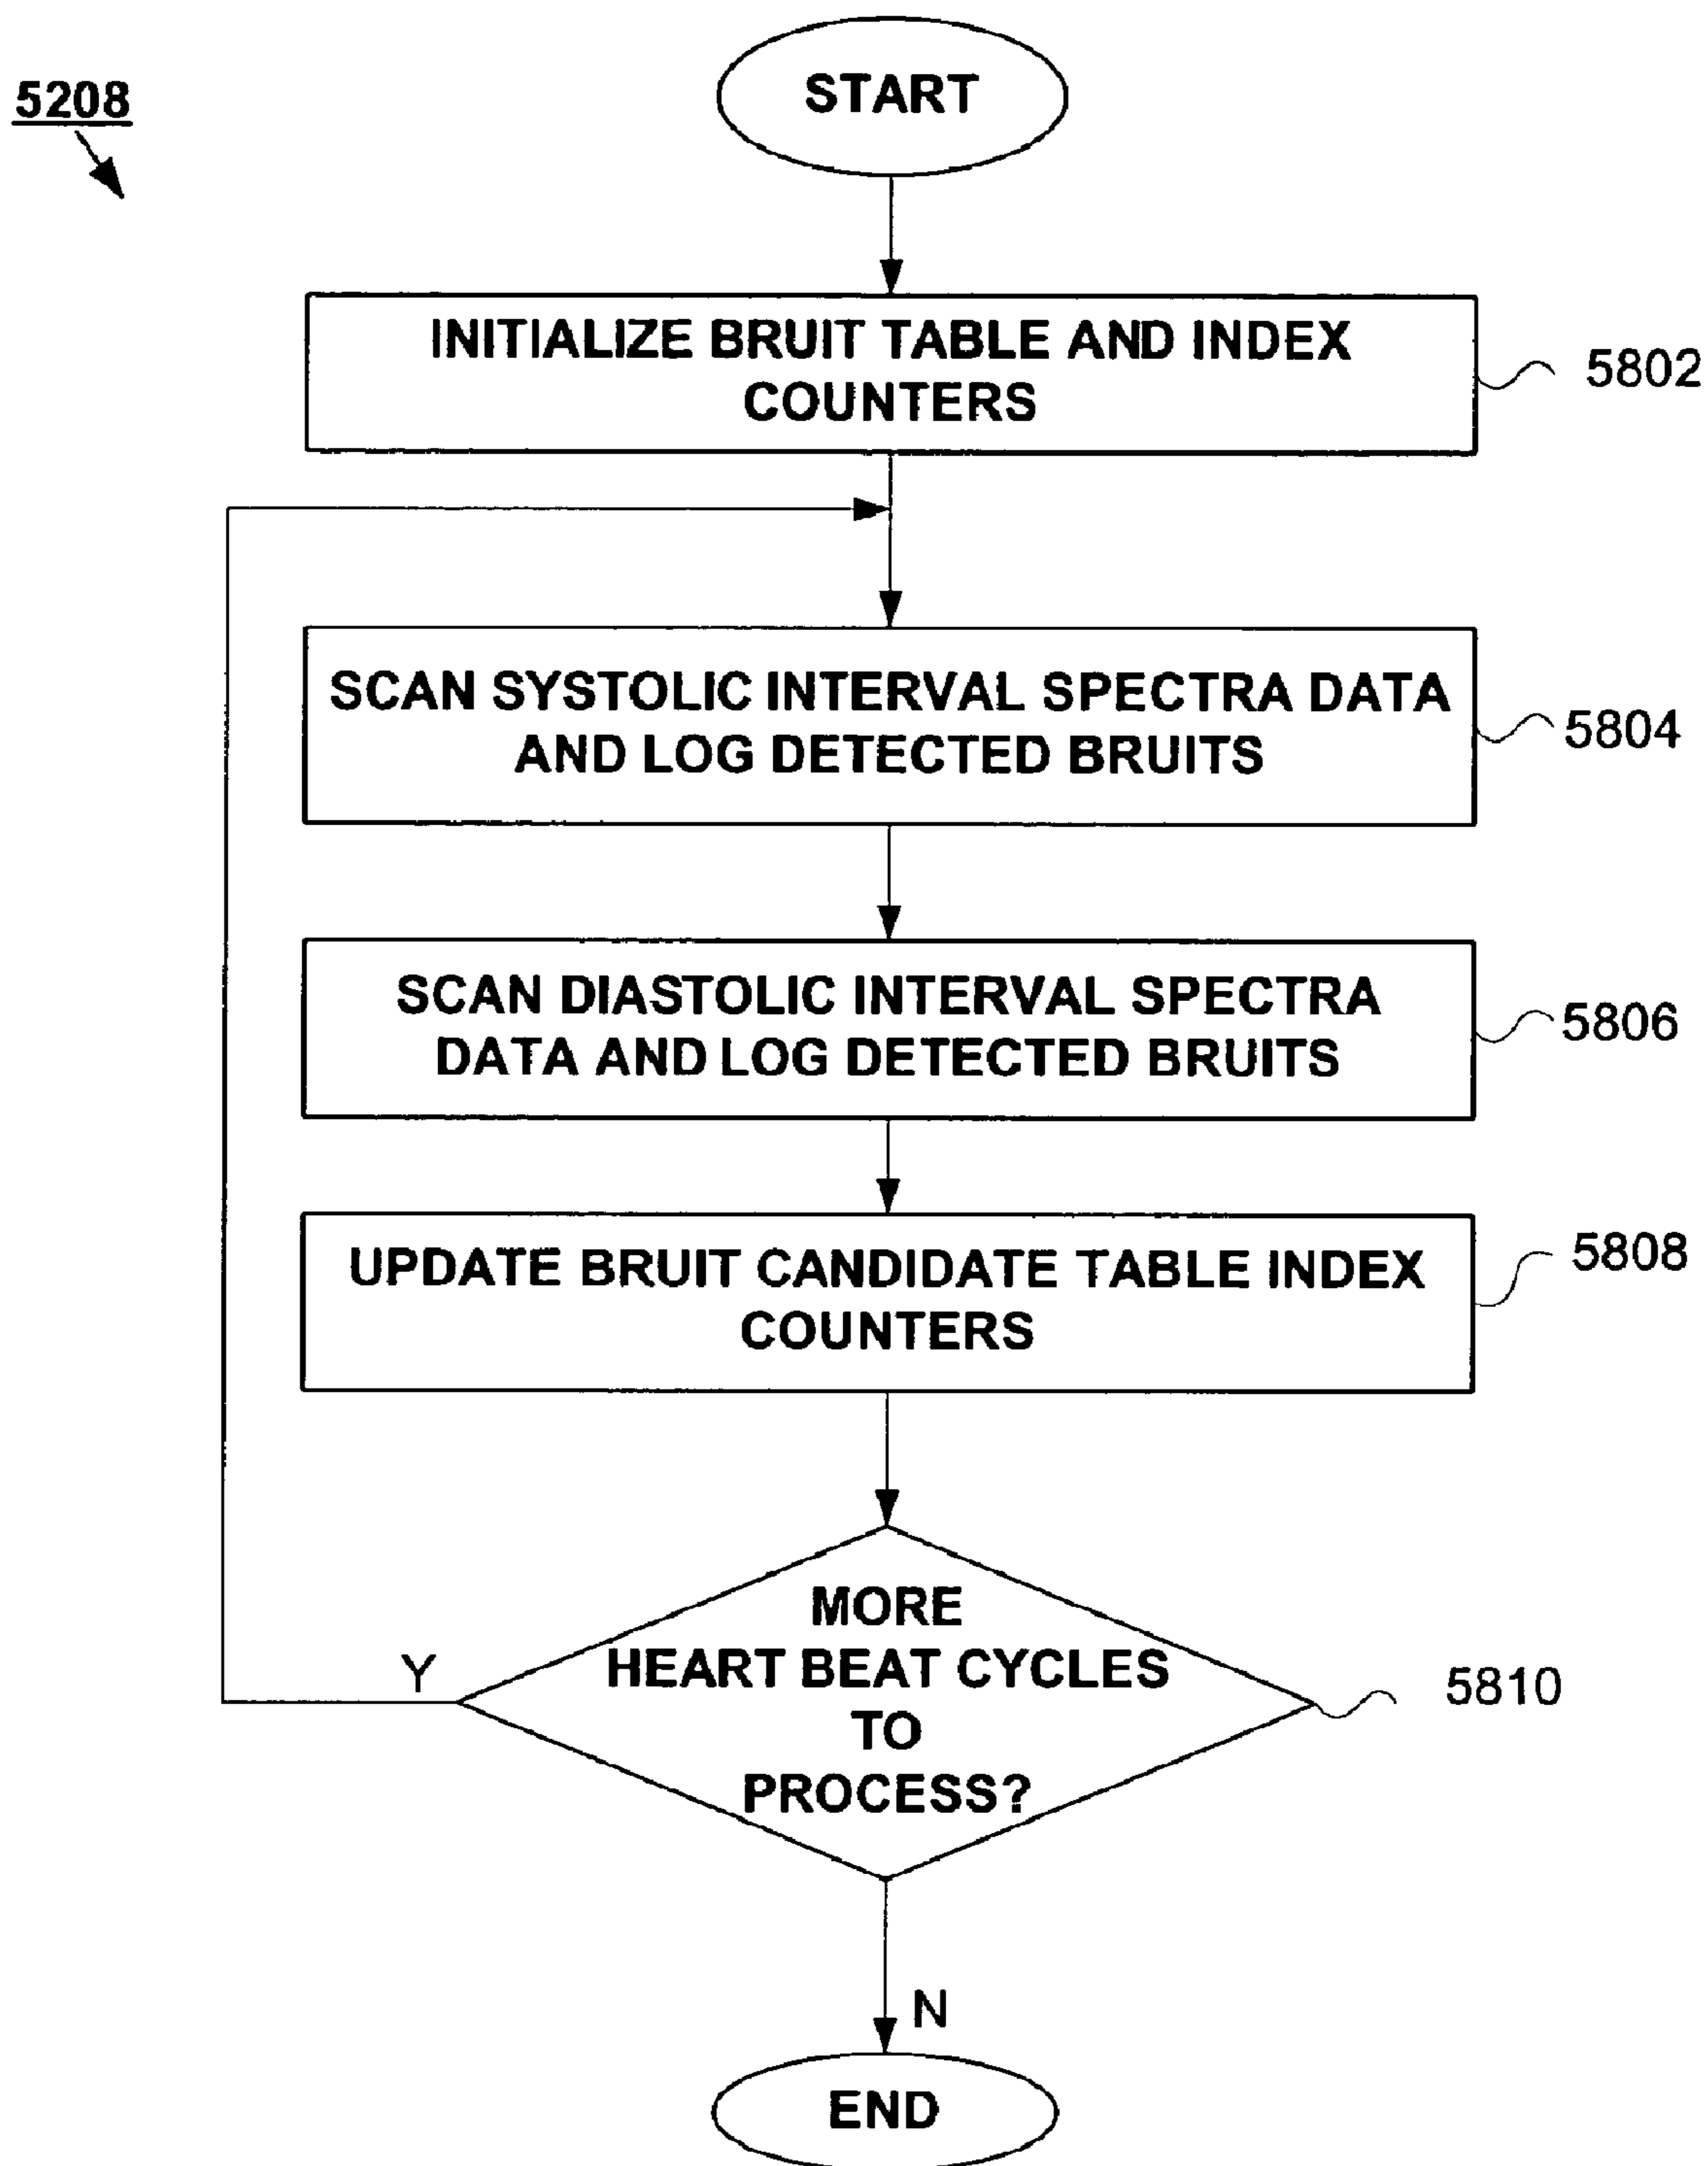 5208
START
INITIALIZE BRUIT TABLE AND INDEX
COUNTERS
5802
SCAN SYSTOLIC INTERVAL SPECTRA DATA
AND LOG DETECTED BRUITS
5804
SCAN DIASTOLIC INTERVAL SPECTRA
DATA AND LOG DETECTED BRUITS
5806
UPDATE BRUIT CANDIDATE TABLE INDEX
COUNTERS
5808
MORE
HEART BEAT CYCLES
TO
PROCESS?
Y
5810
N
END